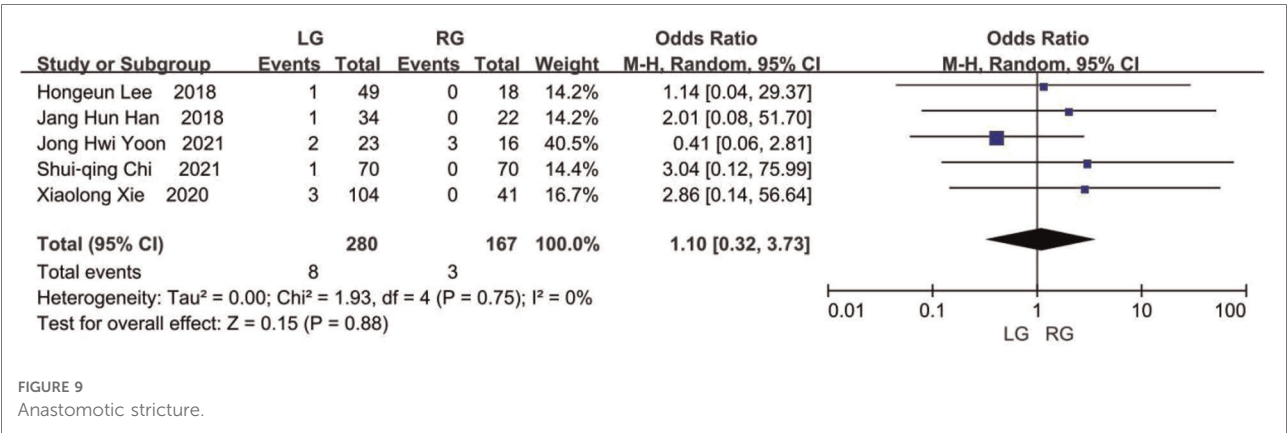 LG RG Odds Ratio Odds Ratio
Study or Subgroup Events Total Events Total Weight M-H, Random, 95% CI M-H, Random, 95% CI
Hongeun Lee 2018 1 49 0 18 14.2% 1.14 [0.04, 29.37]
Jang Hun Han 2018 1 34 0 22 14.2% 2.01 [0.08, 51.70]
Jong Hwi Yoon 2021 2 23 3 16 40.5% 0.41 [0.06, 2.81]
Shui-qing Chi 2021 1 70 0 70 14.4% 3.04 [0.12, 75.99]
Xiaolong Xie 2020 3 104 0 41 16.7% 2.86 [0.14, 56.64]
Total (95% CI) 280 167 100.0% 1.10 [0.32, 3.73]
Total events 8 3
Heterogeneity: Tau² = 0.00; Chi² = 1.93, df = 4 (P = 0.75); I² = 0%
Test for overall effect: Z = 0.15 (P = 0.88)
0.01 0.1 1 10 100
LG RG
FIGURE 9
Anastomotic stricture.